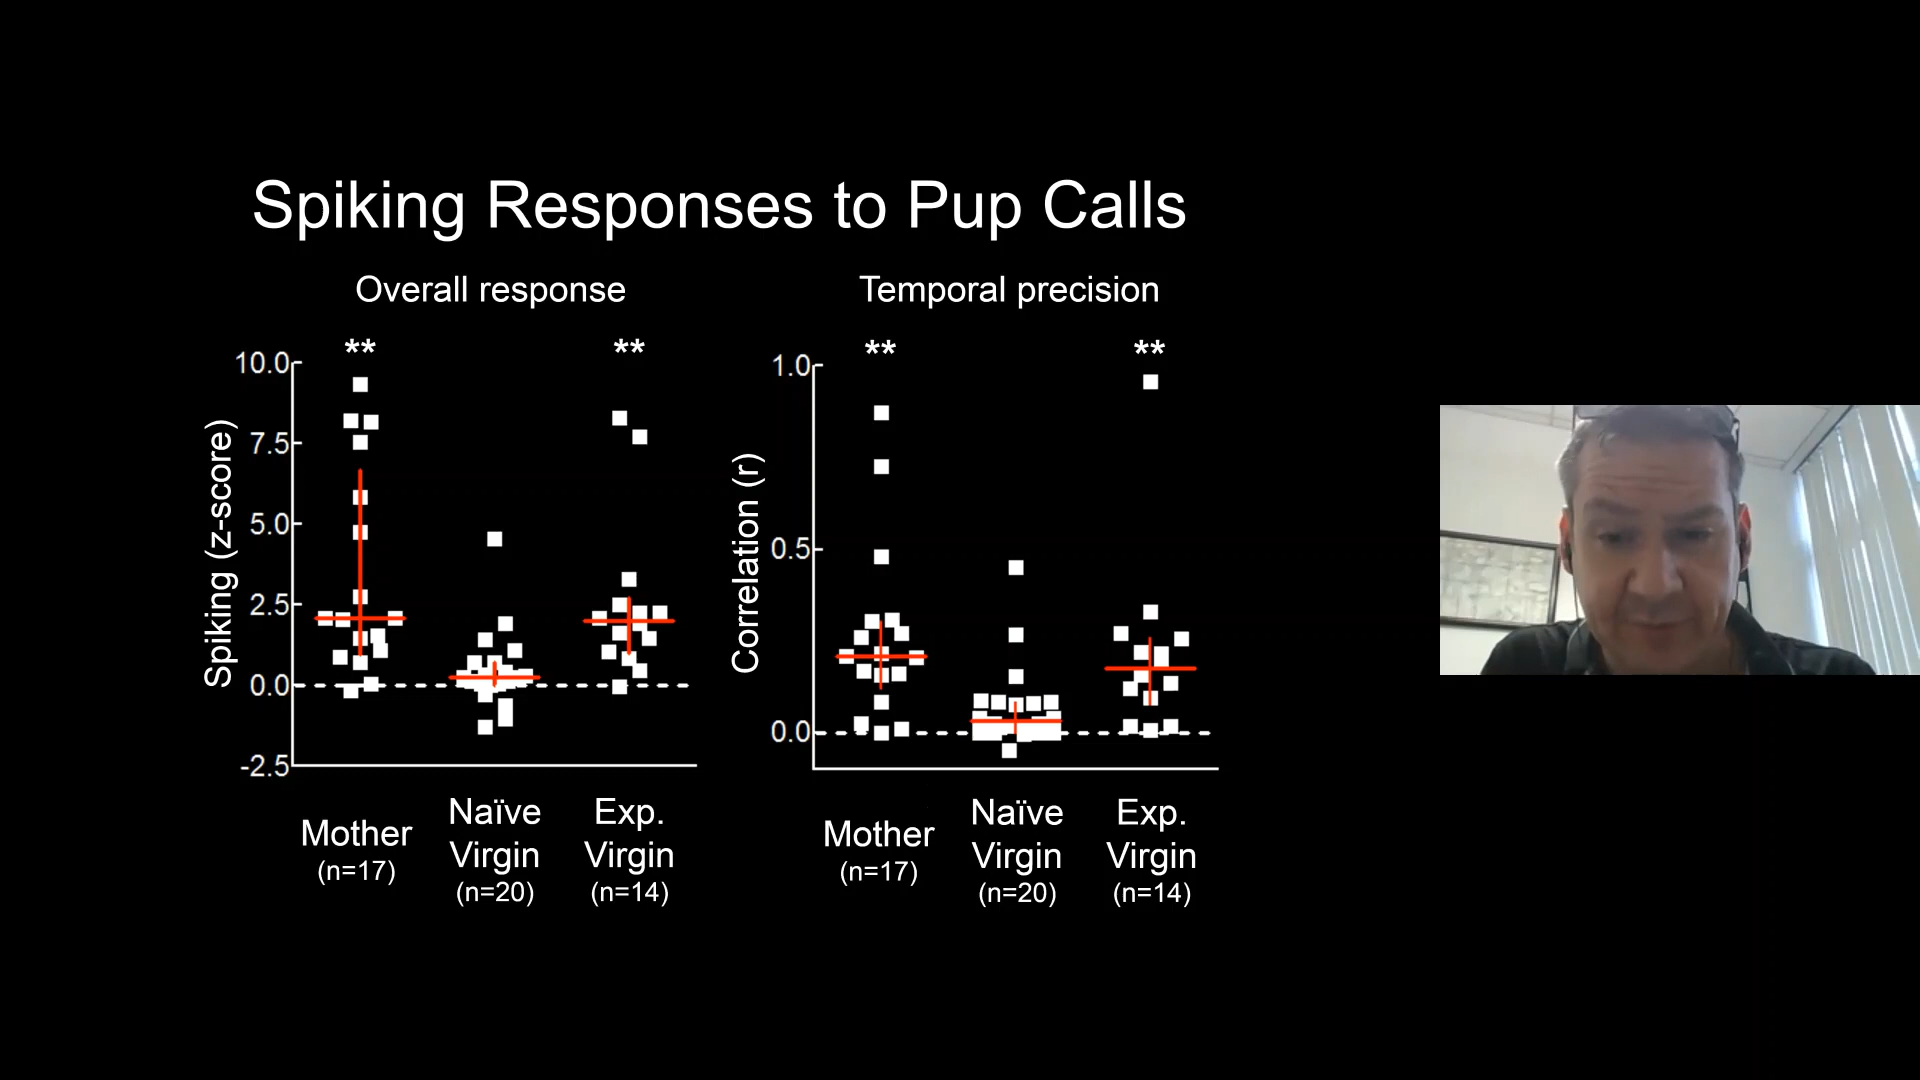 Spiking Responses to Pup Calls
Overall response
** **
Spiking (z-score)
10.0
7.5
5.0
2.5
0.0
-2.5
Mother
(n=17)
Naïve
Virgin
(n=20)
Exp.
Virgin
(n=14)
Temporal precision
** **
Correlation (r)
1.0
0.5
0.0
Mother
(n=17)
Naïve
Virgin
(n=20)
Exp.
Virgin
(n=14)